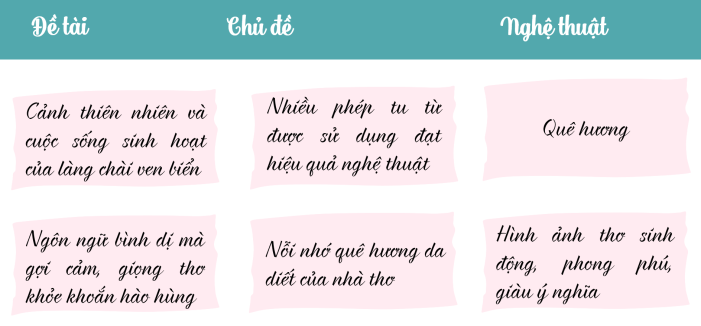 Đề tài
Chủ đề
Nghệ thuật
Cảnh thiên nhiên và
cuộc sống sinh hoạt
của làng chài ven biển
Nhiều phép tu từ
được sử dụng đạt
hiệu quả nghệ thuật
Quê hương
Ngôn ngữ bình dị mà
gợi cảm, giọng thơ
khỏe khoắn hào hùng
Nỗi nhớ quê hương da
diết của nhà thơ
Hình ảnh thơ sinh
động, phong phú,
giàu ý nghĩa